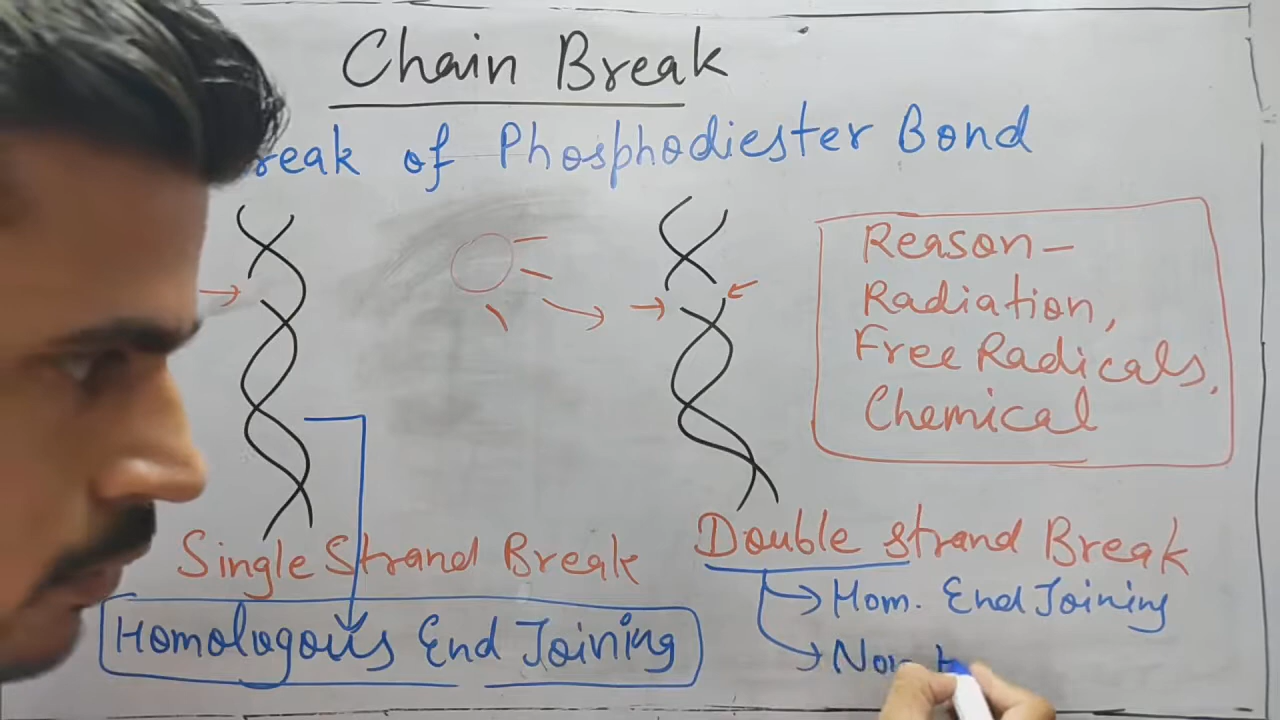 Chain Break
reak of Phosphodiester Bond
Reason-
Radiation,
Free Radicals,
Chemical
Single Strand Break
Homologous End Joining
Double strand Break
Hom. End Joining
Non